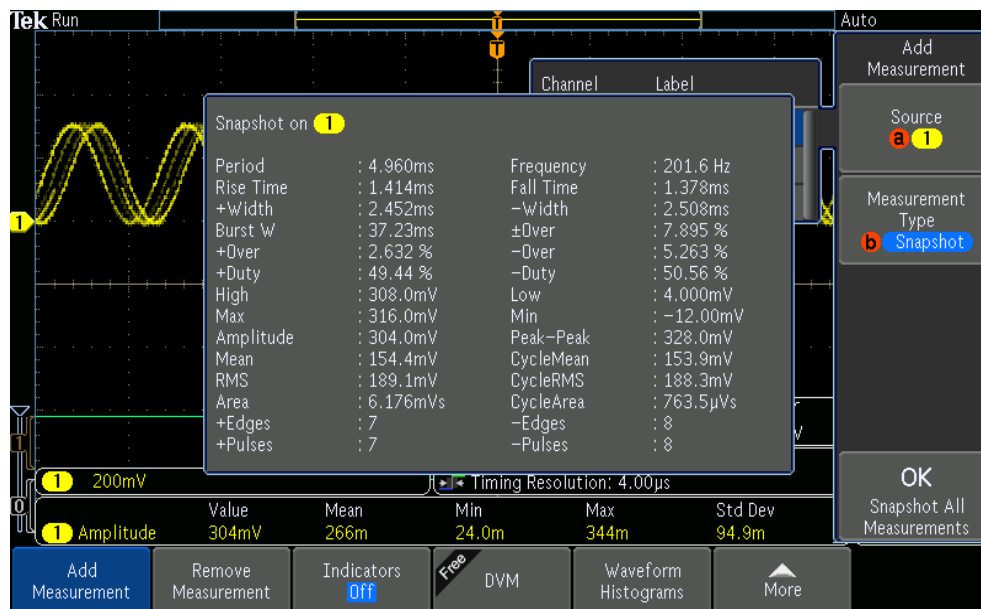 Tek Run
Auto
T
Add
Measurement
Channel Label
Source
a 1
Snapshot on 1
Period : 4.960ms Frequency : 201.6 Hz
Rise Time : 1.414ms Fall Time : 1.378ms
+Width : 2.452ms −Width : 2.508ms
Burst W : 37.23ms ±Over : 7.895 %
+Over : 2.632 % −Over : 5.263 %
+Duty : 49.44 % −Duty : 50.56 %
High : 308.0mV Low : 4.000mV
Max : 316.0mV Min : −12.00mV
Amplitude : 304.0mV Peak−Peak : 328.0mV
Mean : 154.4mV CycleMean : 153.9mV
RMS : 189.1mV CycleRMS : 188.3mV
Area : 6.176mVs CycleArea : 763.5µVs
+Edges : 7 −Edges : 8
+Pulses : 7 −Pulses : 8
Measurement
Type
b Snapshot
1
1
V
1 200mV Timing Resolution: 4.00µs
0
Value Mean Min Max Std Dev
1 Amplitude 304mV 266m 24.0m 344m 94.9m
OK
Snapshot All
Measurements
Add
Measurement
Remove
Measurement
Indicators
Off
Free
DVM
Waveform
Histograms
More